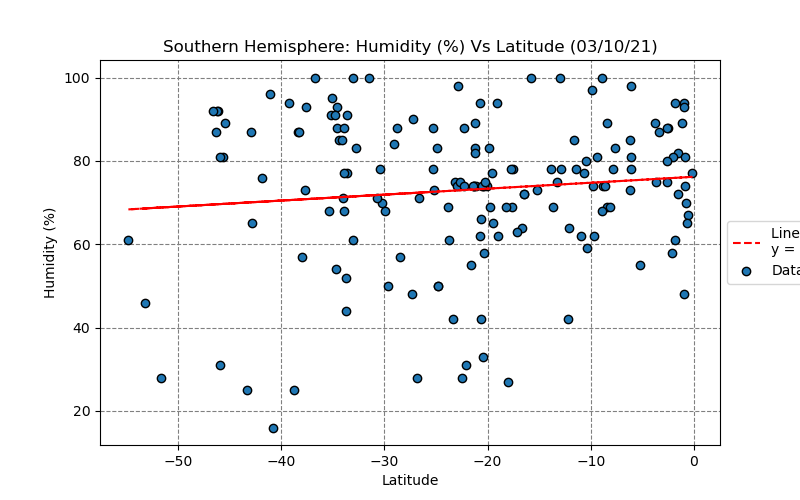 Southern Hemisphere: Humidity (%) Vs Latitude (03/10/21)
100
80
60
40
20
Humidity (%)
−50
−40
−30
−20
−10
0
Latitude
Line
y =
Data